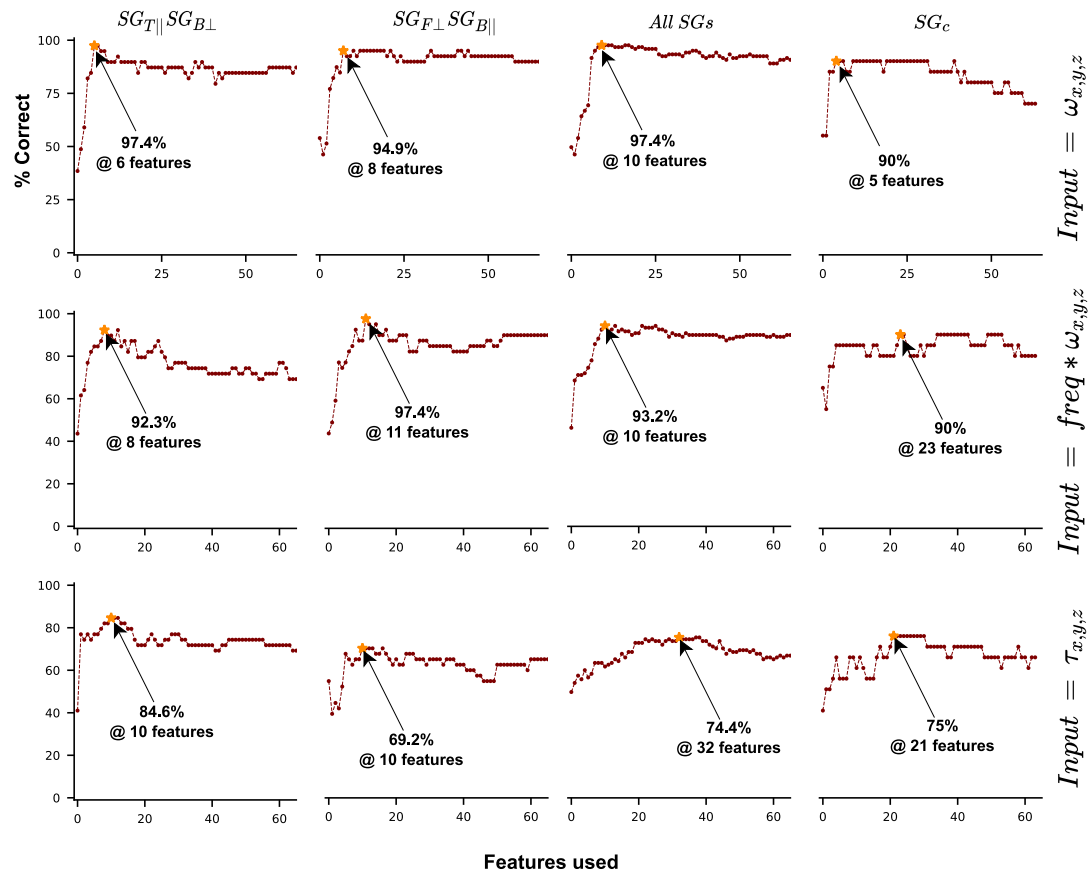 SG_{T||} SG_{B⊥}
SG_{F⊥} SG_{B||}
All SGs
SG_c
100
75
50
25
0
% Correct
97.4%
@ 6 features
94.9%
@ 8 features
97.4%
@ 10 features
90%
@ 5 features
0 25 50
0 25 50
0 25 50
0 25 50
Input = ω_{x,y,z}
100
80
60
40
20
0
92.3%
@ 8 features
97.4%
@ 11 features
93.2%
@ 10 features
90%
@ 23 features
0 20 40 60
0 20 40 60
0 20 40 60
0 20 40 60
Input = freq * ω_{x,y,z}
100
80
60
40
20
0
84.6%
@ 10 features
69.2%
@ 10 features
74.4%
@ 32 features
75%
@ 21 features
0 20 40 60
0 20 40 60
0 20 40 60
0 20 40 60
Input = τ_{x,y,z}
Features used